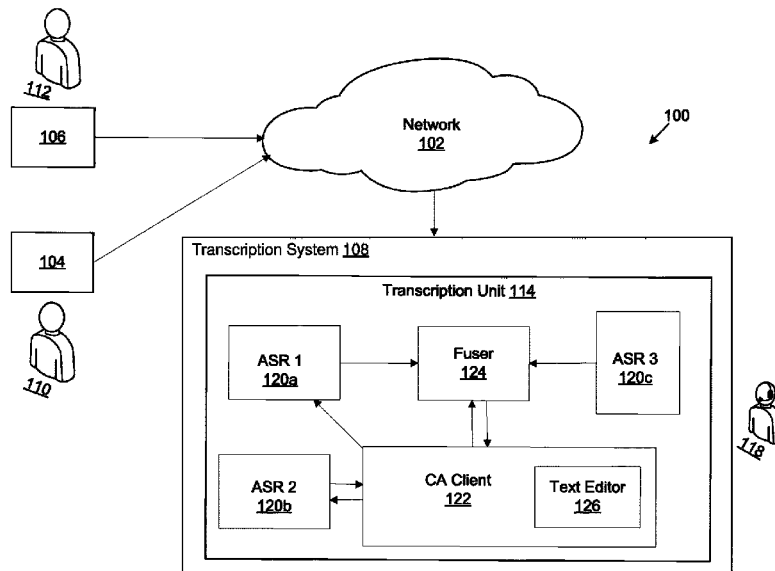 112
106
Network
102
100
104
110
Transcription System 108
Transcription Unit 114
ASR 1
120a
Fuser
124
ASR 3
120c
118
ASR 2
120b
CA Client
122
Text Editor
126